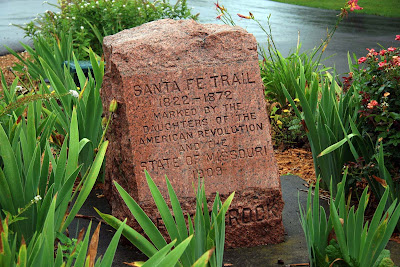 SANTA FE TRAIL
1822-1872
MARKED BY THE
DAUGHTERS OF THE
AMERICAN REVOLUTION
AND THE
STATE OF MISSOURI
1909
ROCK